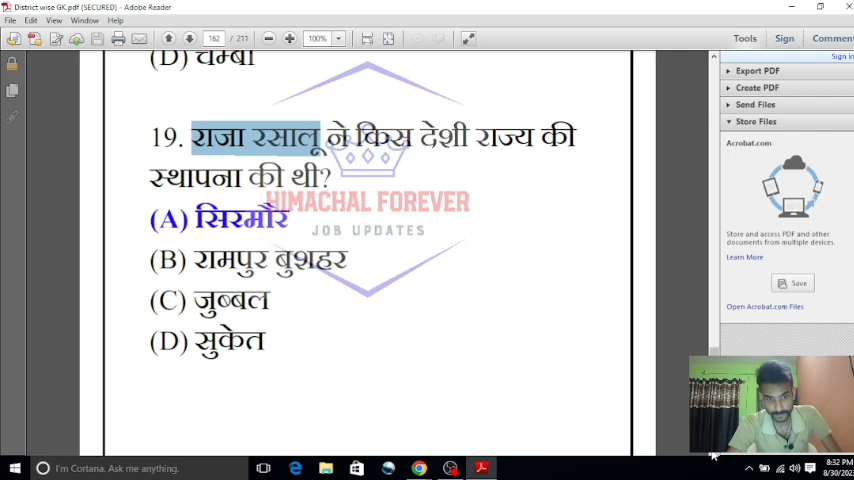 District wise GK.pdf (SECURED) - Adobe Reader
File Edit View Window Help
162 / 211 100% Tools Sign Comment
Sign In
(D) चम्बा
19. राजा रसालू ने किस देशी राज्य की
स्थापना की थी?
(A) सिरमौर
(B) रामपुर बुशहर
(C) जुब्बल
(D) सुकेत
HIMACHAL FOREVER
JOB UPDATES
Export PDF
Create PDF
Send Files
Store Files
Acrobat.com
Store and access PDF and other
documents from multiple devices.
Learn More
Save
Open Acrobat.com Files
I'm Cortana. Ask me anything.
8:32 PM